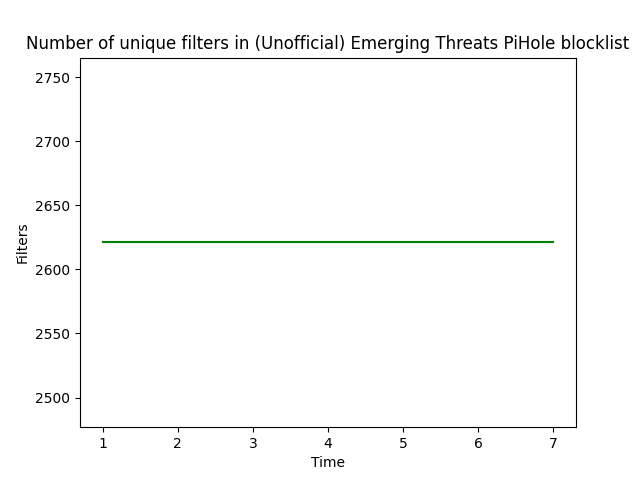 Number of unique filters in (Unofficial) Emerging Threats PiHole blocklist
2750
2700
2650
2600
2550
2500
Filters
1 2 3 4 5 6 7
Time